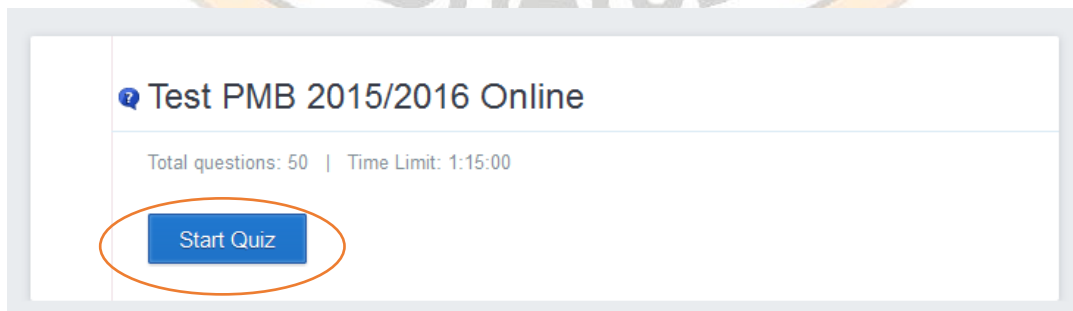 Test PMB 2015/2016 Online
Total questions: 50 | Time Limit: 1:15:00
Start Quiz